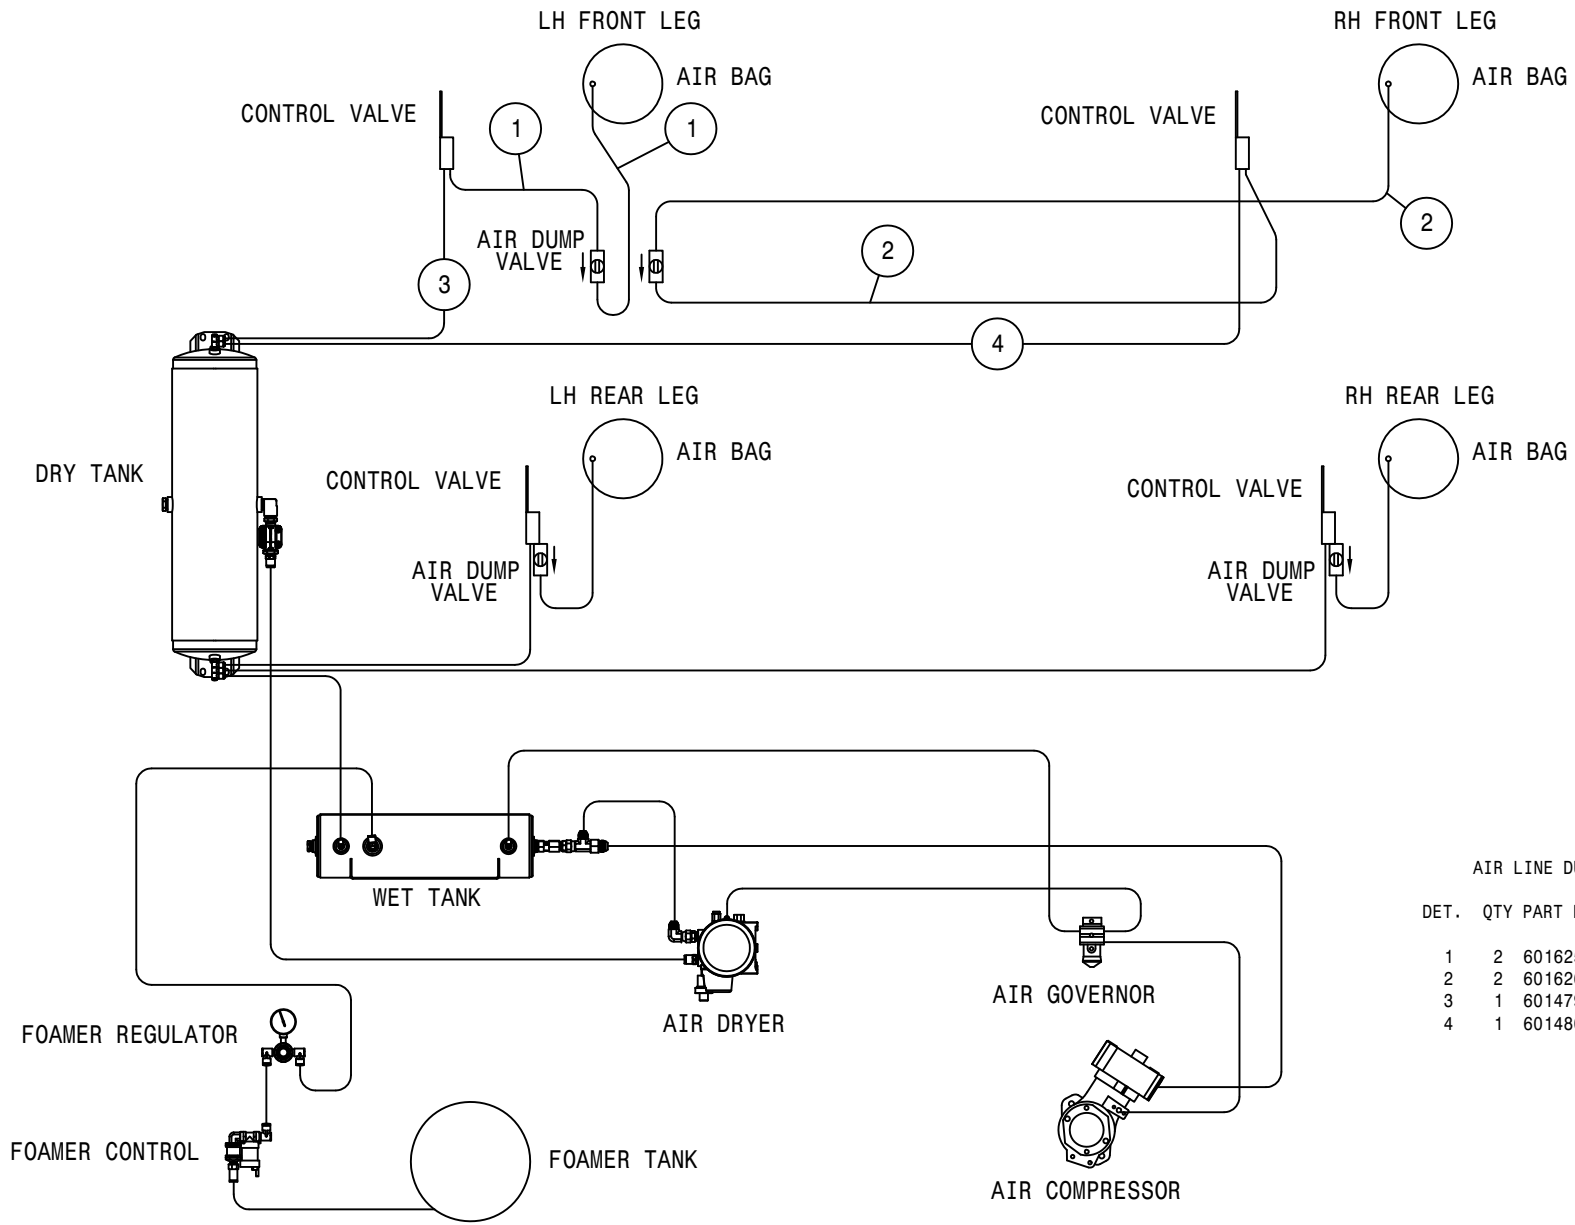 LH FRONT LEG
RH FRONT LEG
AIR BAG
AIR BAG
CONTROL VALVE
1
1
CONTROL VALVE
2
AIR DUMP
VALVE
2
3
4
LH REAR LEG
RH REAR LEG
AIR BAG
AIR BAG
DRY TANK
CONTROL VALVE
CONTROL VALVE
AIR DUMP
VALVE
AIR DUMP
VALVE
WET TANK
AIR LINE
DET. QTY PART
1 2
2 2
3 1
4 1
AIR GOVERNOR
AIR DRYER
FOAMER REGULATOR
FOAMER CONTROL
FOAMER TANK
AIR COMPRESSOR